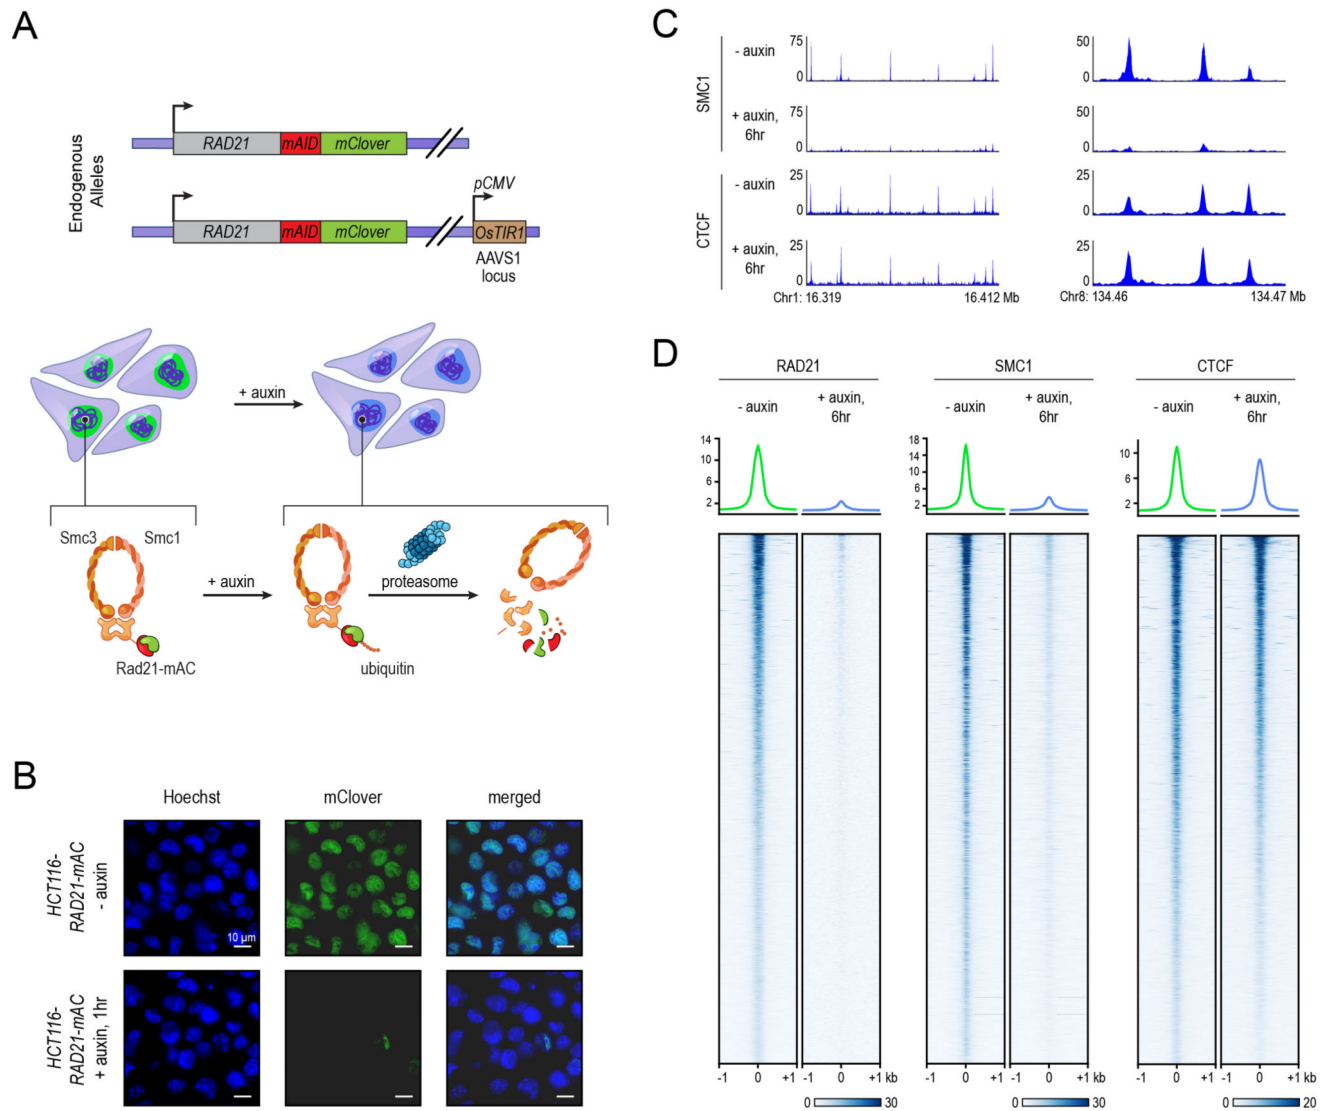 A
Endogenous
Alleles
RAD21 mAID mClover
pCMV
RAD21 mAID mClover OsTIR1
AAVS1
locus
+ auxin
Smc3 Smc1
+ auxin
proteasome
Rad21-mAC
ubiquitin
B
Hoechst mClover merged
HCT116-
RAD21-mAC
- auxin
10 µm
HCT116-
RAD21-mAC
+ auxin, 1hr
C
SMC1
- auxin
75
0
50
0
+ auxin,
6hr
75
0
50
0
CTCF
- auxin
25
0
25
0
+ auxin,
6hr
25
0
25
0
Chr1: 16.319 16.412 Mb
Chr8: 134.46 134.47 Mb
D
RAD21 SMC1 CTCF
- auxin + auxin,
6hr
- auxin + auxin,
6hr
- auxin + auxin,
6hr
14
10
6
2
18
14
10
6
2
10
6
2
-1 0 +1 0 +1 kb
-1 0 +1 0 +1 kb
-1 0 +1 0 +1 kb
0 30
0 30
0 20